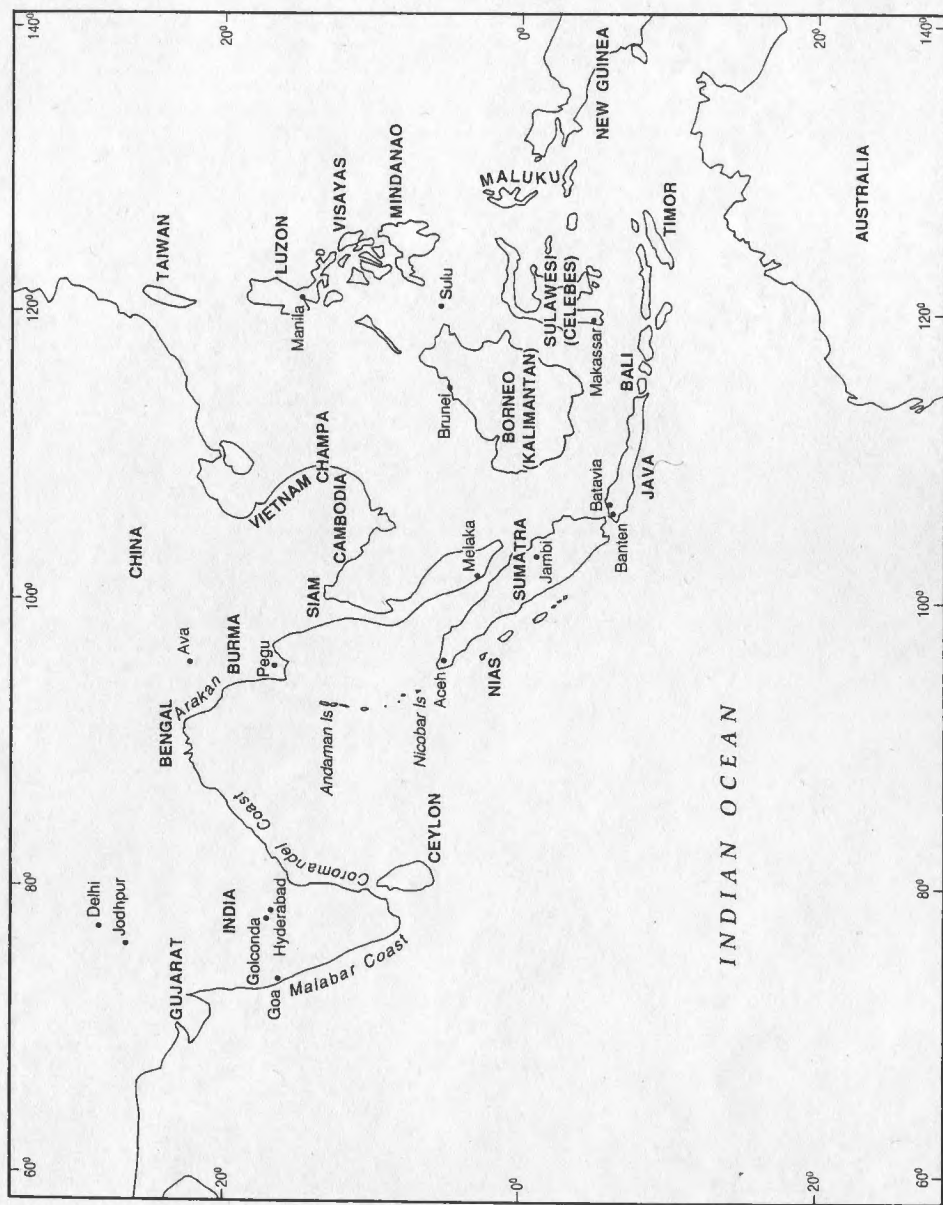 60°
80°
100°
120°
140°
Delhi
Jodhpur
CHINA
TAIWAN
GUJARAT
BENGAL
Ava
Arakan
20°
20°
INDIA
BURMA
Coast
Coromandel
Golconda
Hyderabad
Goa
Malabar Coast
Pegu
SIAM
VIETNAM
CHAMPA
CAMBODIA
LUZON
Manila
VISAYAS
MINDANAO
Andaman Is
Nicobar Is
CEYLON
Aceh
Melaka
Brunei
Sulu
NIAS
SUMATRA
Jambi
BORNEO
(KALIMANTAN)
MALUKU
0°
0°
SULAWESI
(CELEBES)
Makassar
Batavia
Banten
JAVA
BALI
TIMOR
NEW GUINEA
INDIAN OCEAN
20°
20°
AUSTRALIA
60°
80°
100°
120°
140°